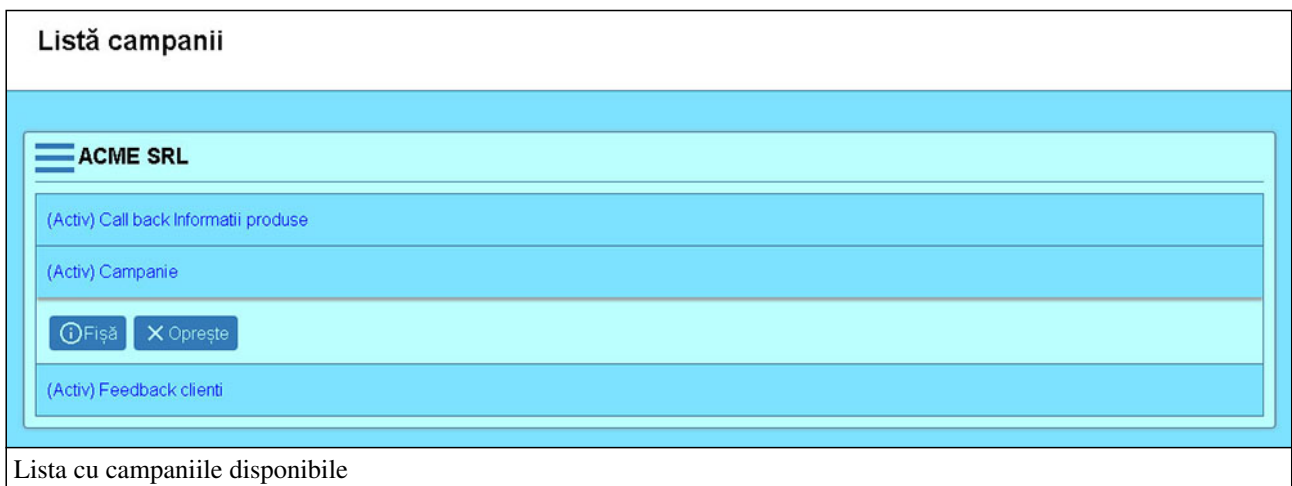 Listă campanii
ACME SRL
(Activ) Call back Informatii produse
(Activ) Campanie
Fișă Oprește
(Activ) Feedback clienti
Lista cu campaniile disponibile